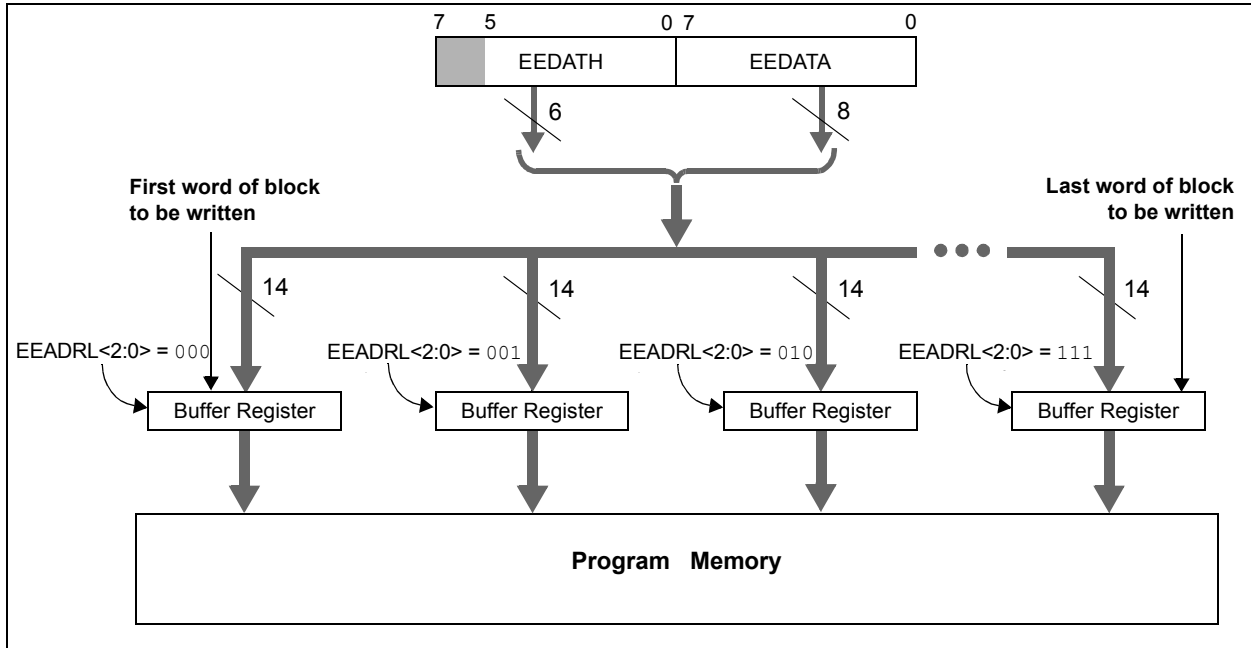 7 5 0 7 0
EEDATH EEDATA
6 8
First word of block
to be written
Last word of block
to be written
14 14 14 14
EEADRL<2:0> = 000 EEADRL<2:0> = 001 EEADRL<2:0> = 010 EEADRL<2:0> = 111
Buffer Register Buffer Register Buffer Register Buffer Register
Program Memory